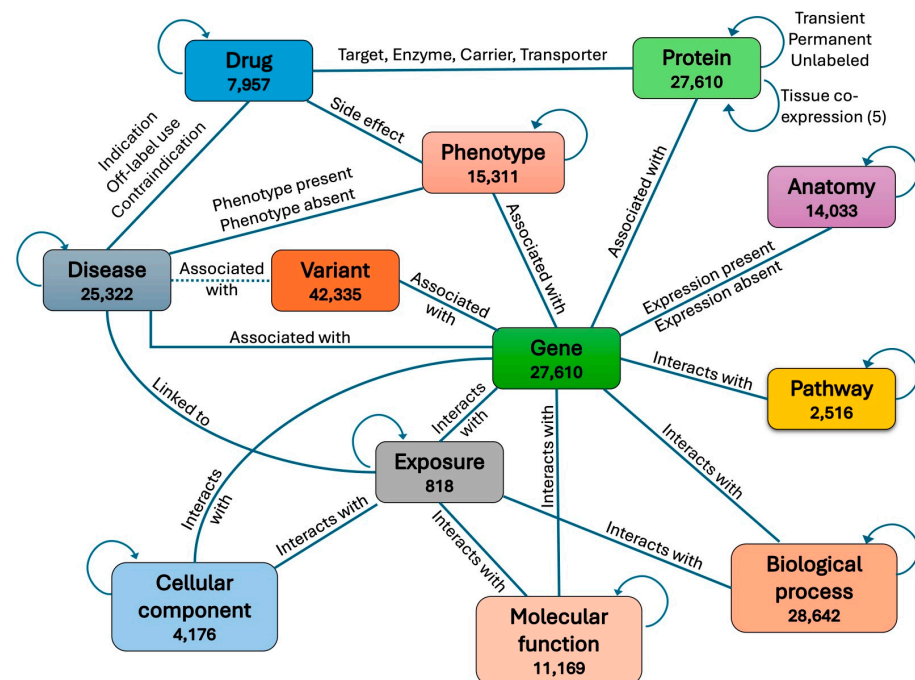 Drug
7,957
Target, Enzyme, Carrier, Transporter
Protein
27,610
Transient
Permanent
Unlabeled
Tissue co-
expression (5)
Indication
Off-label use
Contraindication
Side effect
Phenotype
15,311
Phenotype present
Phenotype absent
Associated with
Associated with
Anatomy
14,033
Expression present
Expression absent
Disease
25,322
Associated
with
Variant
42,335
Associated
with
Associated with
Gene
27,610
Interacts with
Pathway
2,516
Linked to
Interacts
with
Exposure
818
Interacts with
Interacts with
Interacts
with
Interacts with
Interacts with
Interacts with
Cellular
component
4,176
Molecular
function
11,169
Biological
process
28,642